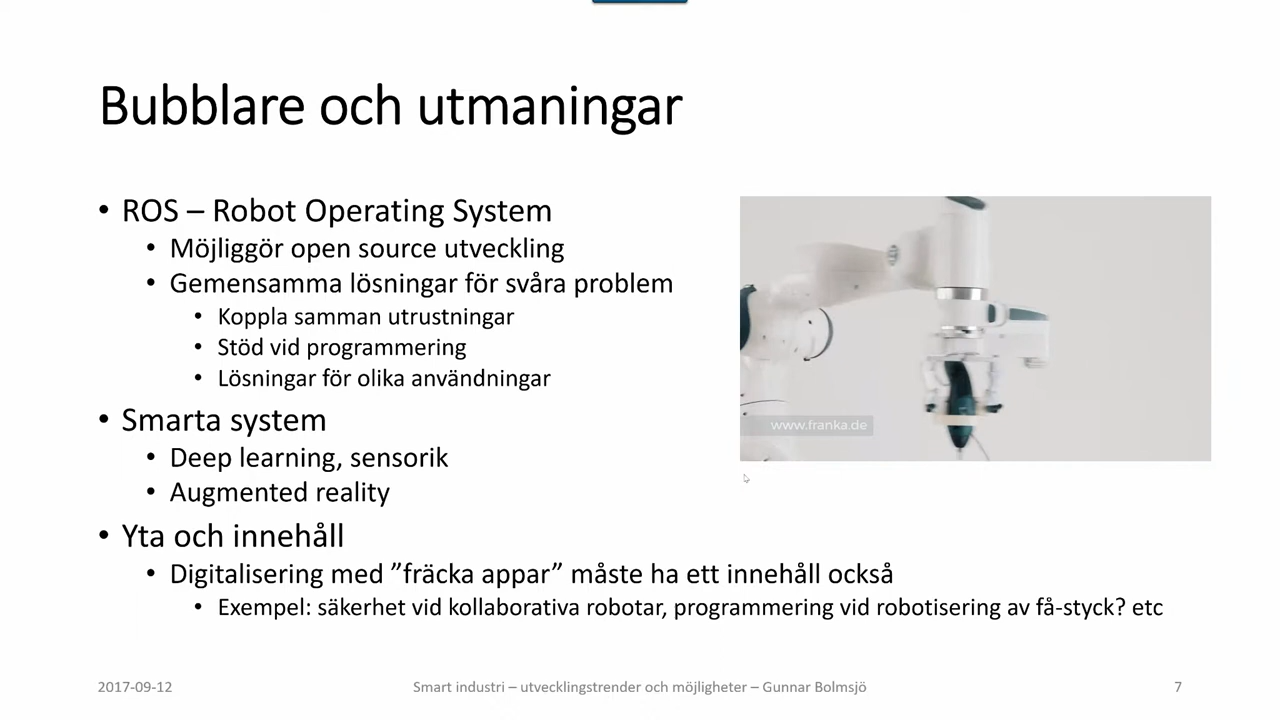 Bubblare och utmaningar
• ROS – Robot Operating System
• Möjliggör open source utveckling
• Gemensamma lösningar för svåra problem
• Koppla samman utrustningar
• Stöd vid programmering
• Lösningar för olika användningar
• Smarta system
• Deep learning, sensorik
• Augmented reality
• Yta och innehåll
• Digitalisering med ”fräcka appar” måste ha ett innehåll också
• Exempel: säkerhet vid kollaborativa robotar, programmering vid robotisering av få-styck? etc
www.franka.de
2017-09-12
Smart industri – utvecklingstrender och möjligheter – Gunnar Bolmsjö
7